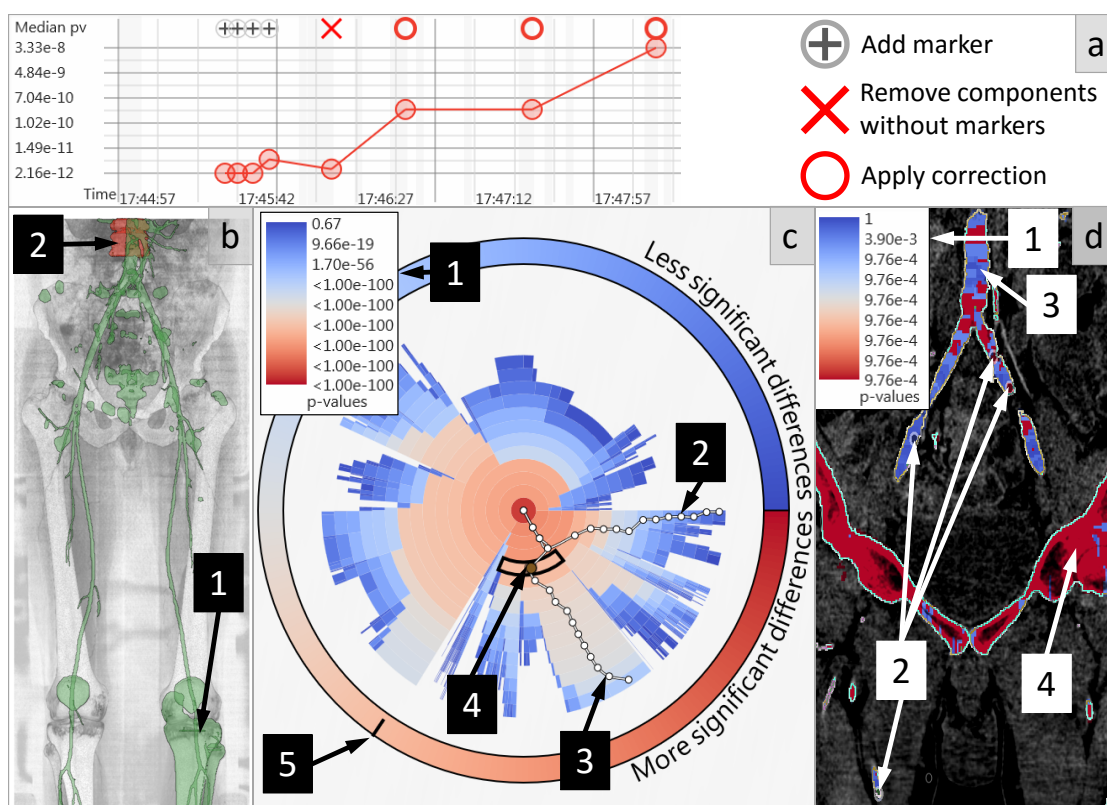 Median pv
3.33e-8
4.84e-9
7.04e-10
1.02e-10
1.49e-11
2.16e-12
Time
17:44:57
17:45:42
17:46:27
17:47:12
17:47:57
a
Add marker
Remove components
without markers
Apply correction
b
2
1
c
0.67
9.66e-19
1.70e-56
<1.00e-100
<1.00e-100
<1.00e-100
<1.00e-100
<1.00e-100
<1.00e-100
p-values
1
Less significant differences
More significant differences
2
3
4
5
d
1
3.90e-3
9.76e-4
9.76e-4
9.76e-4
9.76e-4
9.76e-4
9.76e-4
9.76e-4
p-values
1
3
2
4
0